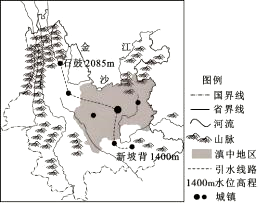 金
江
石鼓2085m
沙
新坡背1400m
图例
国界线
省界线
河流
山脉
滇中地区
引水线路
1400m水位高程
城镇